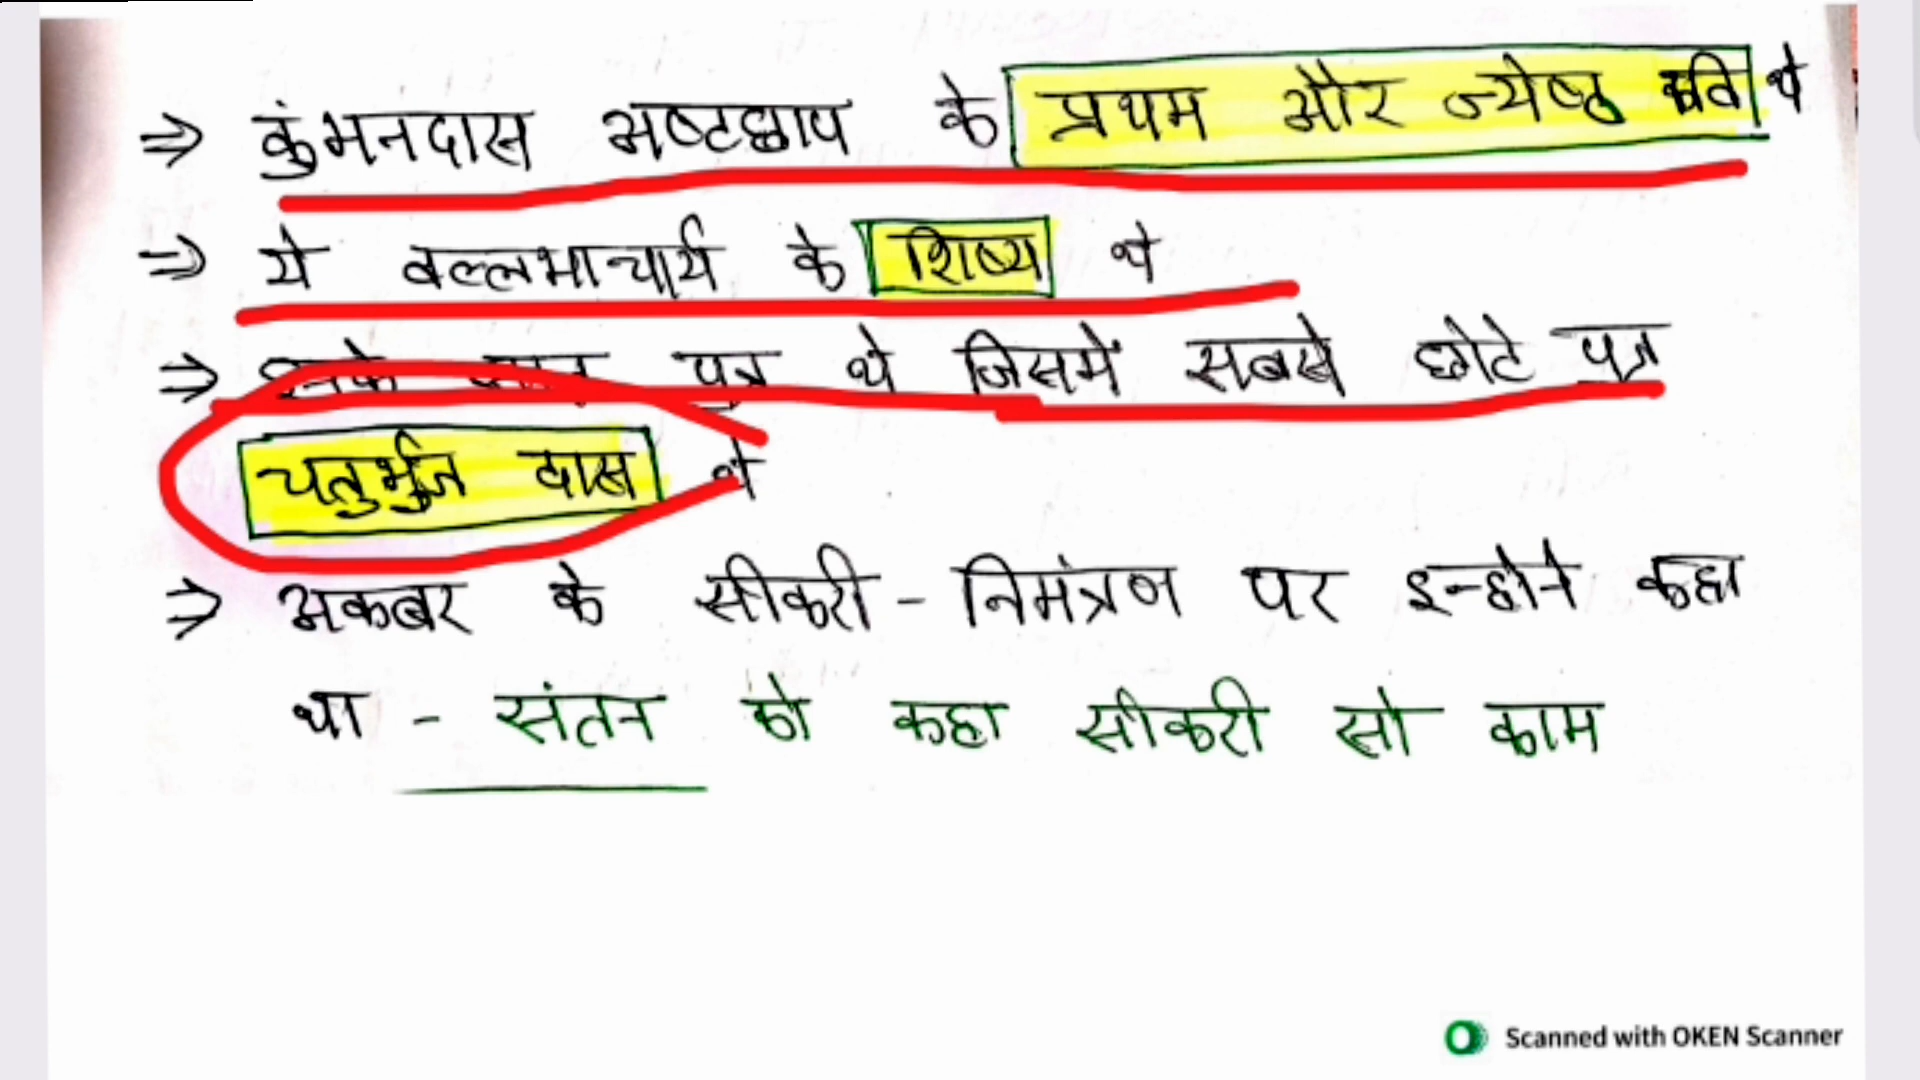 ⇒ कुंभनदास अष्टछाप के प्रथम और ज्येष्ठ कवि थे
⇒ ये वल्लभाचार्य के शिष्य थे
⇒ इनके सात पुत्र थे जिसमें सबसे छोटे पुत्र
चतुर्भुज दास थे
⇒ अकबर के सीकरी - निमंत्रण पर इन्होने कहा
था - संतन को कहा सीकरी सो काम
Scanned with OKEN Scanner